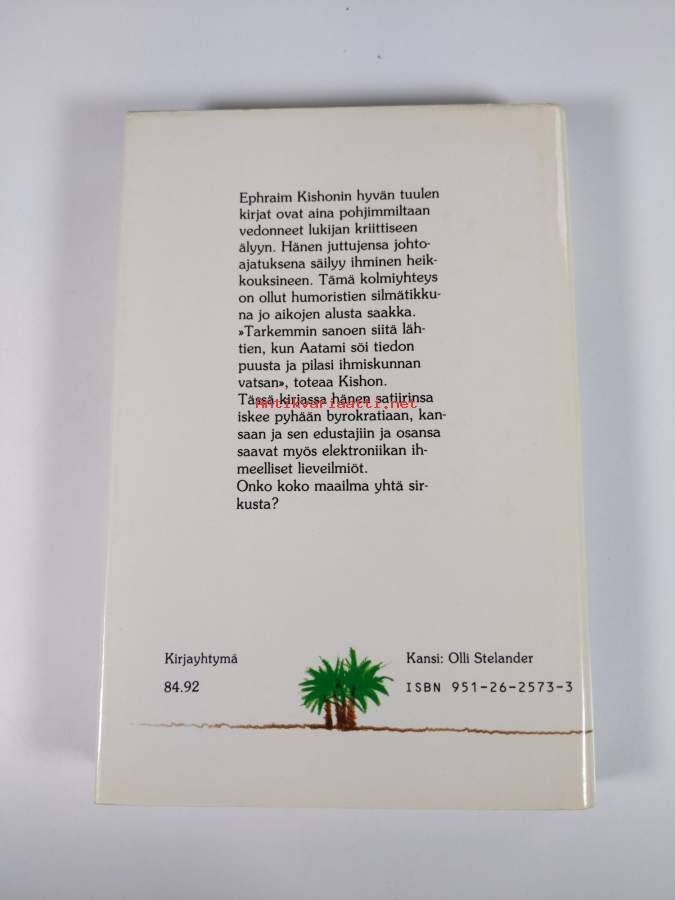 Ephraim Kishonin hyvän tuulen
kirjat ovat aina pohjimmiltaan
vedonneet lukijan kriittiseen
älyyn. Hänen juttujensa johto-
ajatuksena säilyy ihminen heik-
kouksineen. Tämä kolmiyhteys
on ollut humoristien silmätikku-
na jo aikojen alusta saakka.
»Tarkemmin sanoen siitä läh-
tien, kun Aatami söi tiedon
puusta ja pilasi ihmiskunnan
vatsan», toteaa Kishon.
Tässä kirjassa hänen satiirinsa
Antikvariaatti.net
iskee pyhään byrokratiaan, kan-
saan ja sen edustajiin ja osansa
saavat myös elektroniikan ih-
meelliset lieveilmiöt.
Onko koko maailma yhtä sir-
kusta?
Kirjayhtymä
Kansi: Olli Stelander
84.92
ISBN 951-26-2573-3